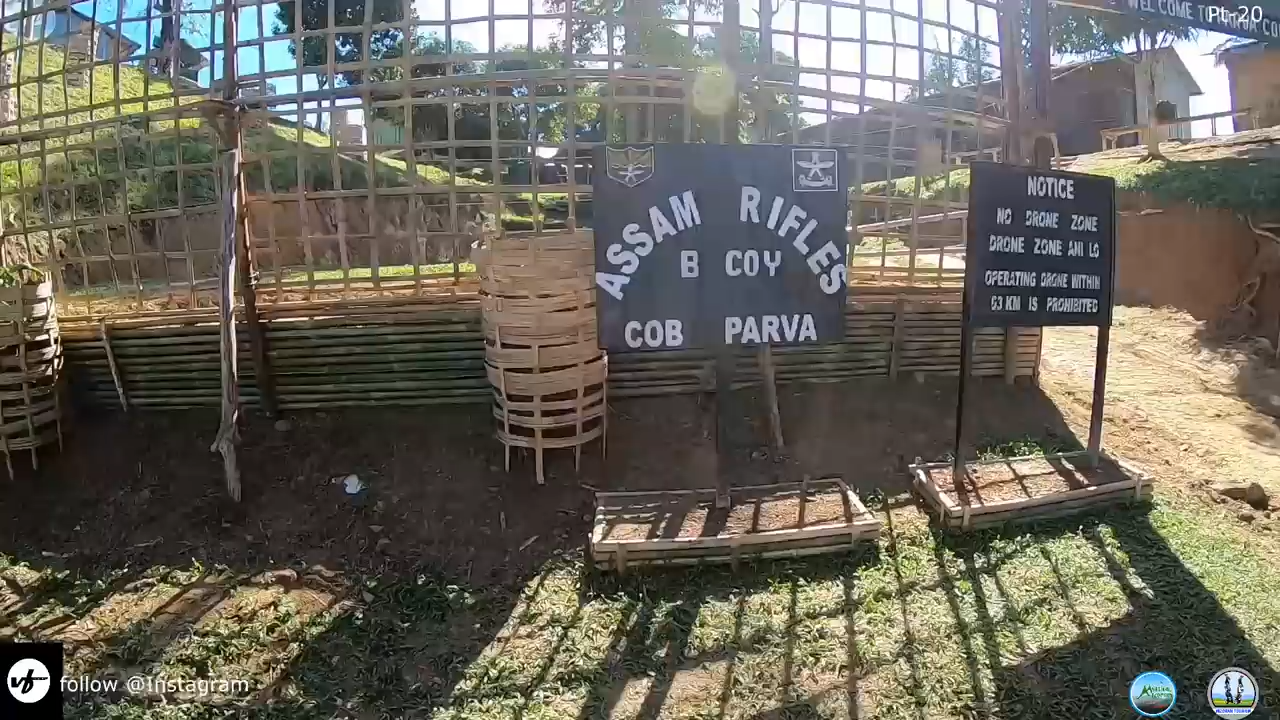 Pt-20
WEL COME TO
ASSAM RIFLES
B COY
COB PARVA
NOTICE
NO DRONE ZONE
DRONE ZONE ANI LO
OPERATING DRONE WITHIN
03 KM IS PROHIBITED
follow @Instagram